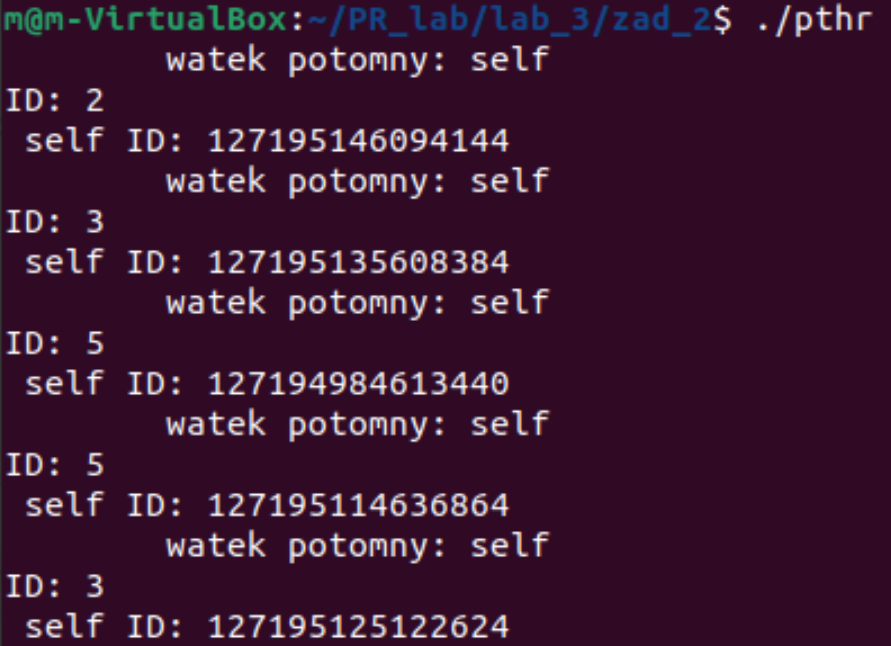 m@m-VirtualBox:~/PR_lab/lab_3/zad_2$ ./pthr
watek potomny: self
ID: 2
self ID: 127195146094144
watek potomny: self
ID: 3
self ID: 127195135608384
watek potomny: self
ID: 5
self ID: 127194984613440
watek potomny: self
ID: 5
self ID: 127195114636864
watek potomny: self
ID: 3
self ID: 127195125122624